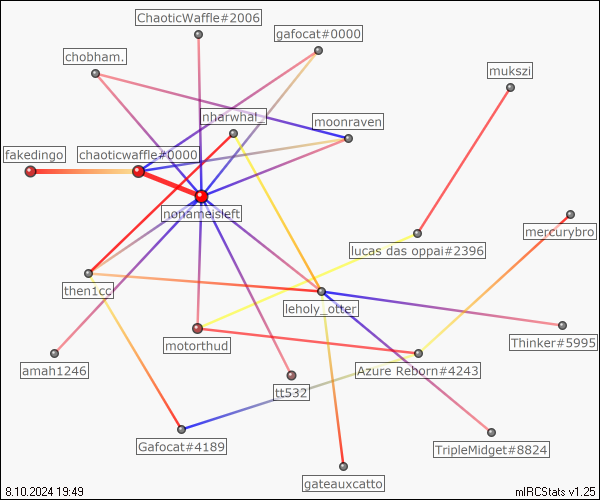 ChaoticWaffle#2006
gafocat#0000
chobham.
mukszi
nharwhal_
moonraven
fakedingo
chaoticwaffle#0000
nonameisleft
mercurybro
lucas das oppai#2396
then1cc
leholy_otter
motorthud
Thinker#5995
amah1246
Azure Reborn#4243
tt532
Gafocat#4189
TripleMidget#8824
gateauxcatto
8.10.2024 19:49
mIRCStats v1.25